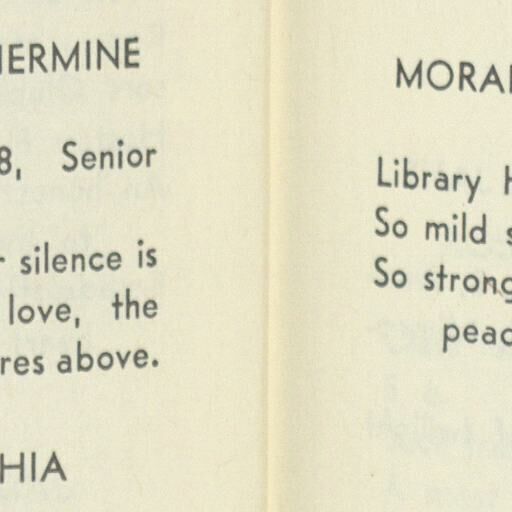 HERMINE
8, Senior
silence is
love, the
res above.
HIA
MORA
Library H
So mild s
So strong
peac